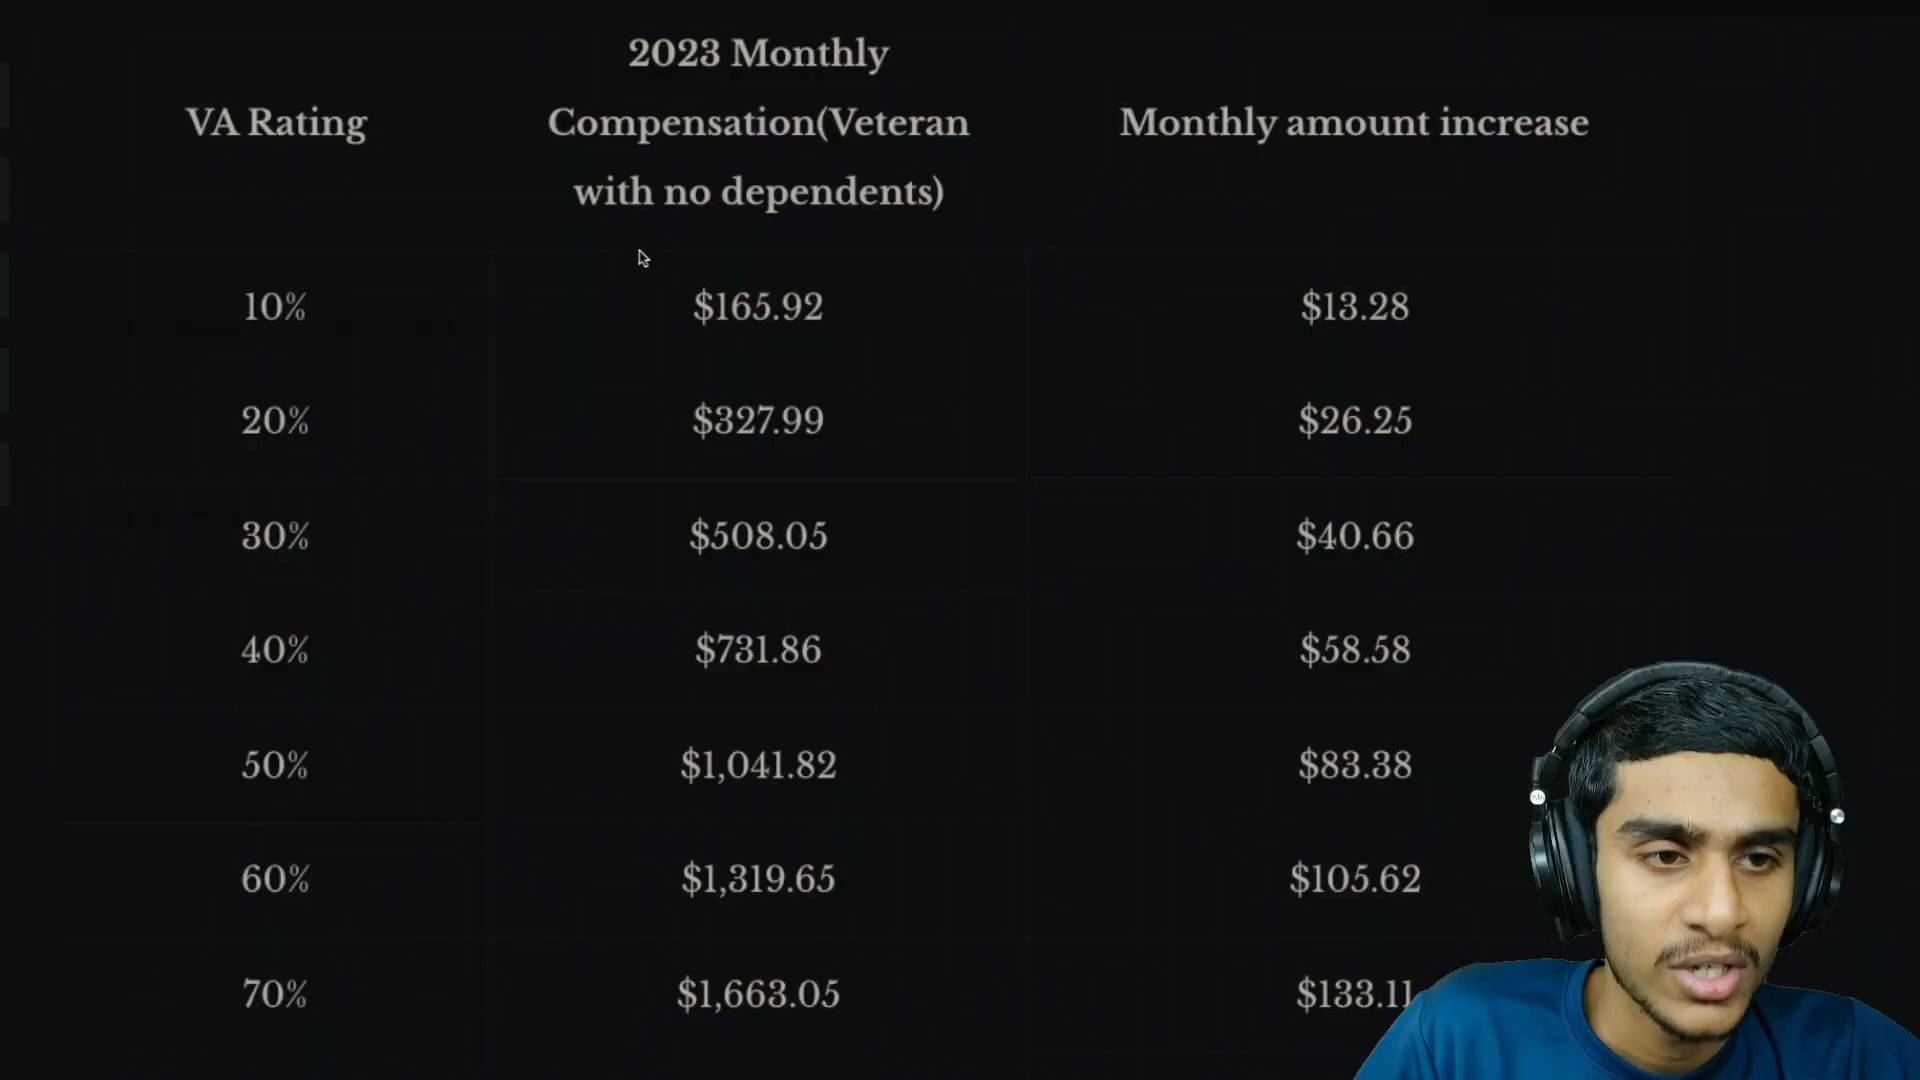 2023 Monthly
VA Rating Compensation(Veteran Monthly amount increase
with no dependents)
10% $165.92 $13.28
20% $327.99 $26.25
30% $508.05 $40.66
40% $731.86 $58.58
50% $1,041.82 $83.38
60% $1,319.65 $105.62
70% $1,663.05 $133.11